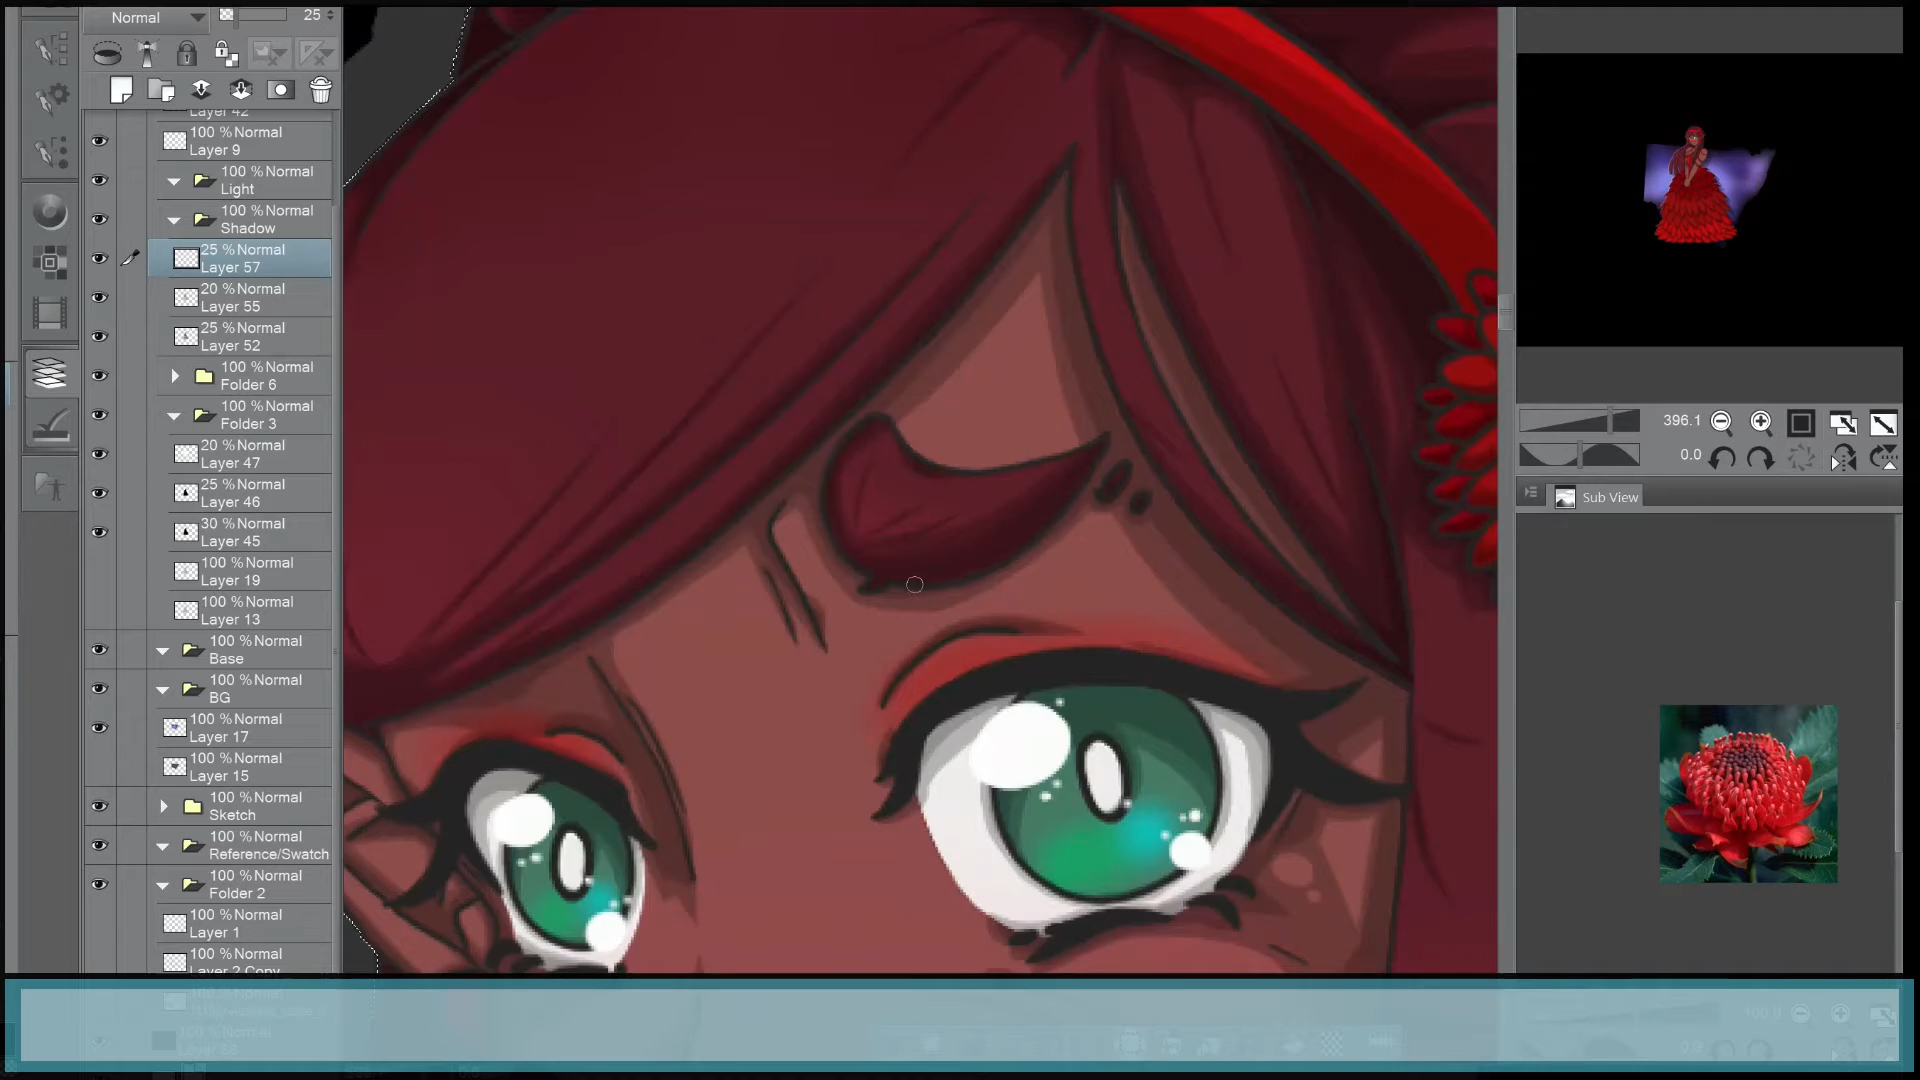 Normal
25
Layer 42
100 %Normal
Layer 9
100 %Normal
Light
100 %Normal
Shadow
25 %Normal
Layer 57
20 %Normal
Layer 55
25 %Normal
Layer 52
100 %Normal
Folder 6
100 %Normal
Folder 3
20 %Normal
Layer 47
25 %Normal
Layer 46
30 %Normal
Layer 45
100 %Normal
Layer 19
100 %Normal
Layer 13
100 %Normal
Base
100 %Normal
BG
100 %Normal
Layer 17
100 %Normal
Layer 15
100 %Normal
Sketch
100 %Normal
Reference/Swatch
100 %Normal
Folder 2
100 %Normal
Layer 1
100 %Normal
Layer 2 Copy
396.1
0.0
Sub View